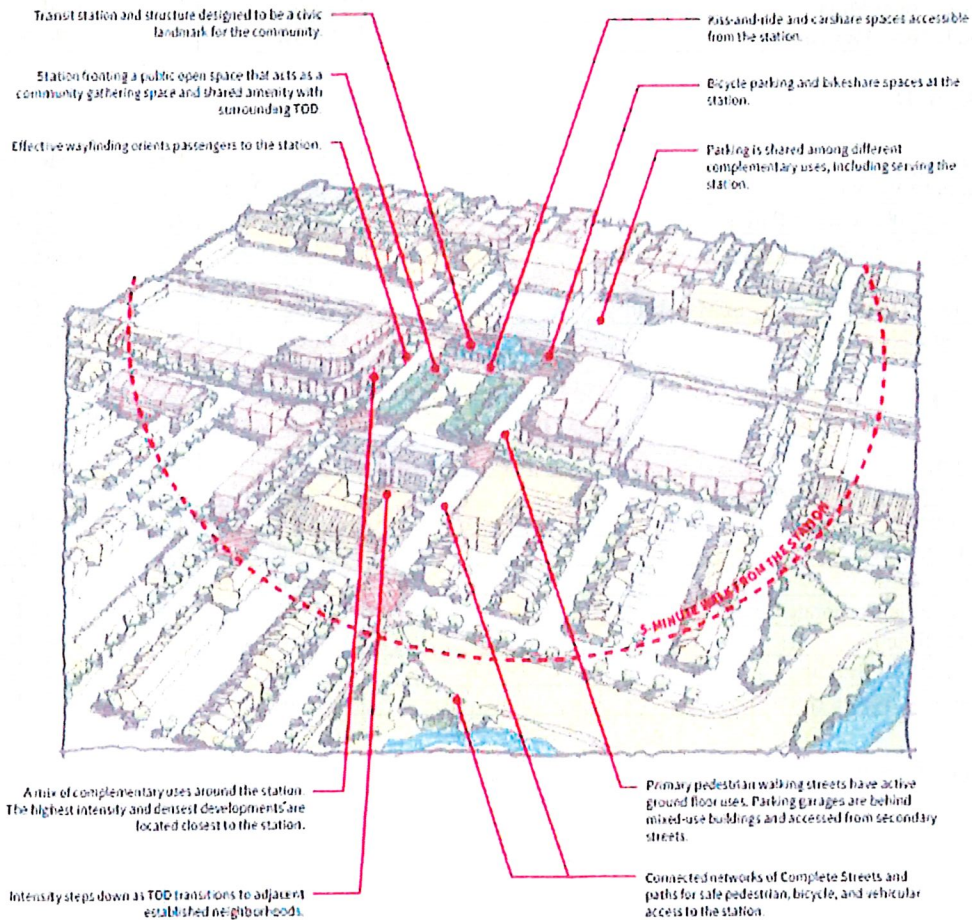 Transit station and structure designed to be a civic
landmark for the community.
Station fronting a public open space that acts as a
community gathering space and shared amenity with
surrounding TOD.
Effective wayfinding orients passengers to the station.
Kiss-and-ride and carshare spaces accessible
from the station.
Bicycle parking and bikeshare spaces at the
station.
Parking is shared among different
complementary uses, including serving the
station.
5-MINUTE WALK FROM THE STATION
A mix of complementary uses around the station.
The highest intensity and densest developments are
located closest to the station.
Intensity steps down as TOD transitions to adjacent
established neighborhoods.
Primary pedestrian walking streets have active
ground floor uses. Parking garages are behind
mixed-use buildings and accessed from secondary
streets.
Connected networks of Complete Streets and
paths for safe pedestrian, bicycle, and vehicular
access to the station.